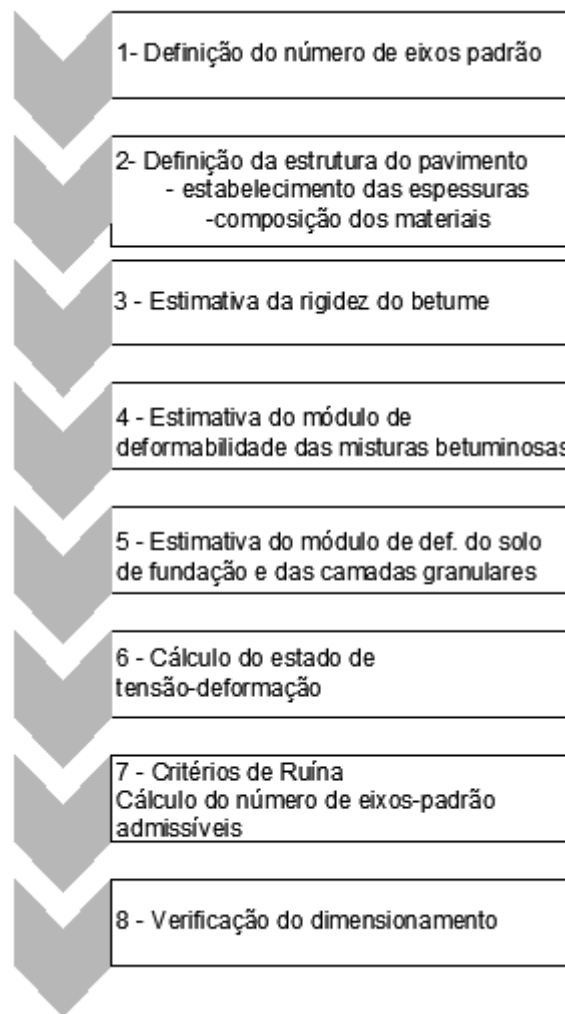 1- Definição do número de eixos padrão
2- Definição da estrutura do pavimento
- estabelecimento das espessuras
-composição dos materiais
3 - Estimativa da rigidez do betume
4 - Estimativa do módulo de
deformabilidade das misturas betuminosas
5 - Estimativa do módulo de def. do solo
de fundação e das camadas granulares
6 - Cálculo do estado de
tensão-deformação
7 - Critérios de Ruína
Cálculo do número de eixos-padrão
admissíveis
8 - Verificação do dimensionamento